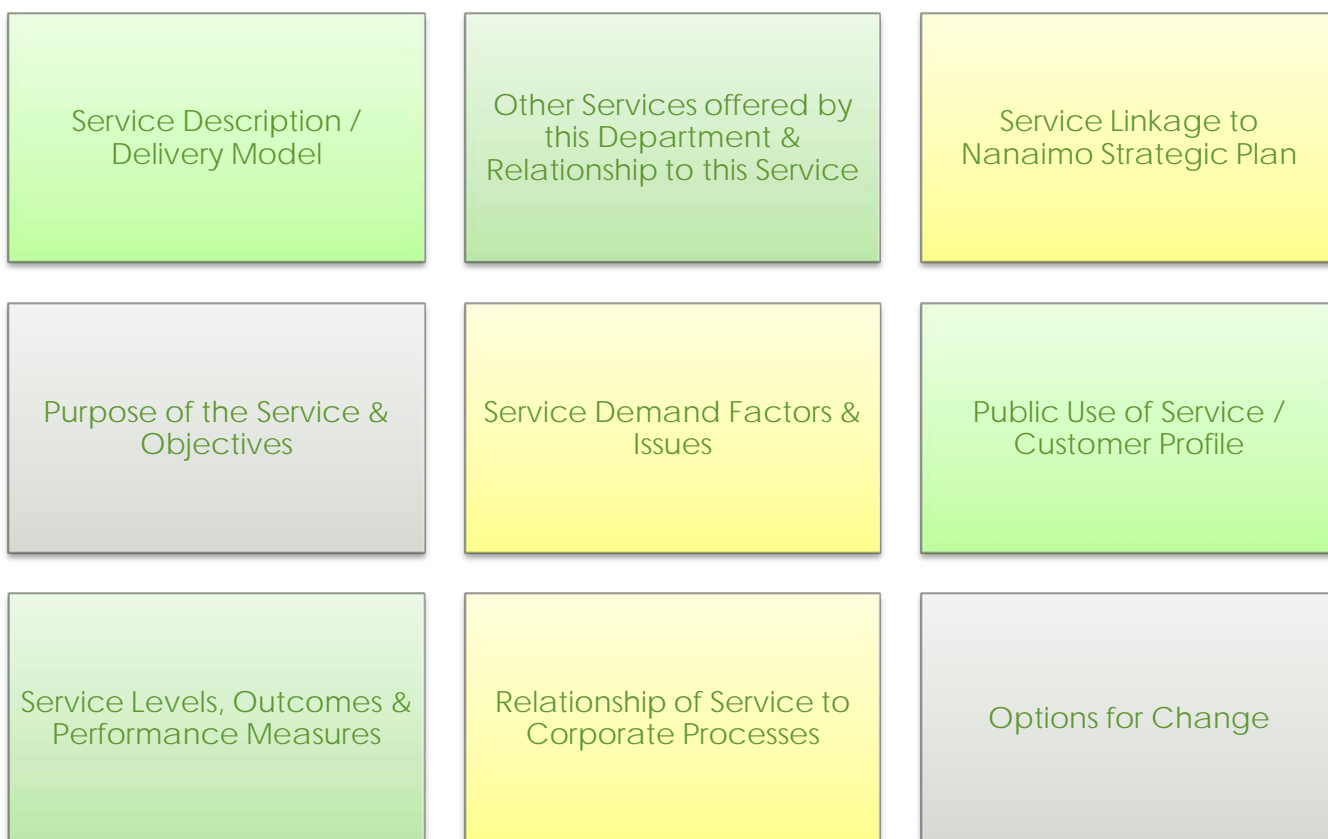 Service Description /
Delivery Model
Other Services offered by
this Department &
Relationship to this Service
Service Linkage to
Nanaimo Strategic Plan
Purpose of the Service &
Objectives
Service Demand Factors &
Issues
Public Use of Service /
Customer Profile
Service Levels, Outcomes &
Performance Measures
Relationship of Service to
Corporate Processes
Options for Change